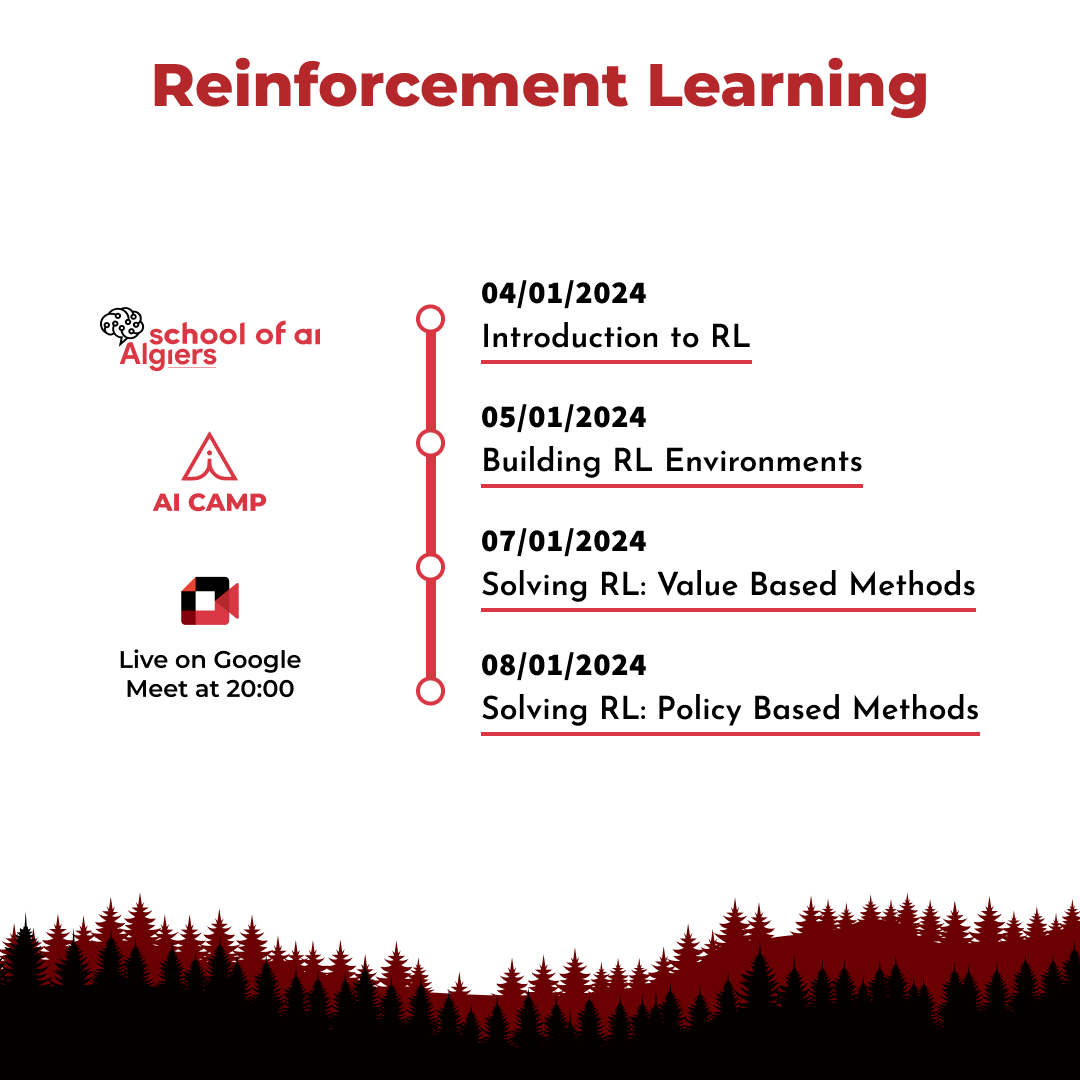 Reinforcement Learning
school of aı
Algıers
AI CAMP
Live on Google
Meet at 20:00
04/01/2024
Introduction to RL
05/01/2024
Building RL Environments
07/01/2024
Solving RL: Value Based Methods
08/01/2024
Solving RL: Policy Based Methods